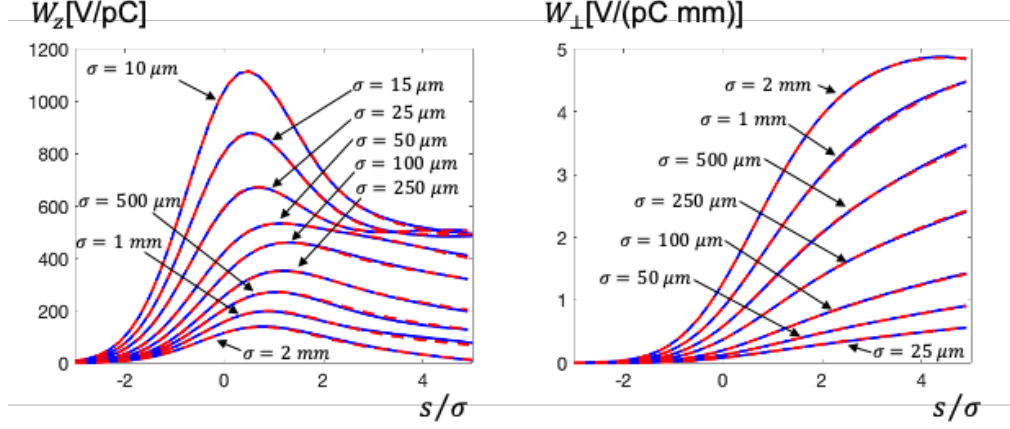 W_z[V/pC]
1200
1000
800
600
400
200
0
-2
0
2
4
s/σ
σ = 10 μm
σ = 15 μm
σ = 25 μm
σ = 50 μm
σ = 100 μm
σ = 250 μm
σ = 500 μm
σ = 1 mm
σ = 2 mm
W_⊥[V/(pC mm)]
5
4
3
2
1
0
-2
0
2
4
s/σ
σ = 2 mm
σ = 1 mm
σ = 500 μm
σ = 250 μm
σ = 100 μm
σ = 50 μm
σ = 25 μm